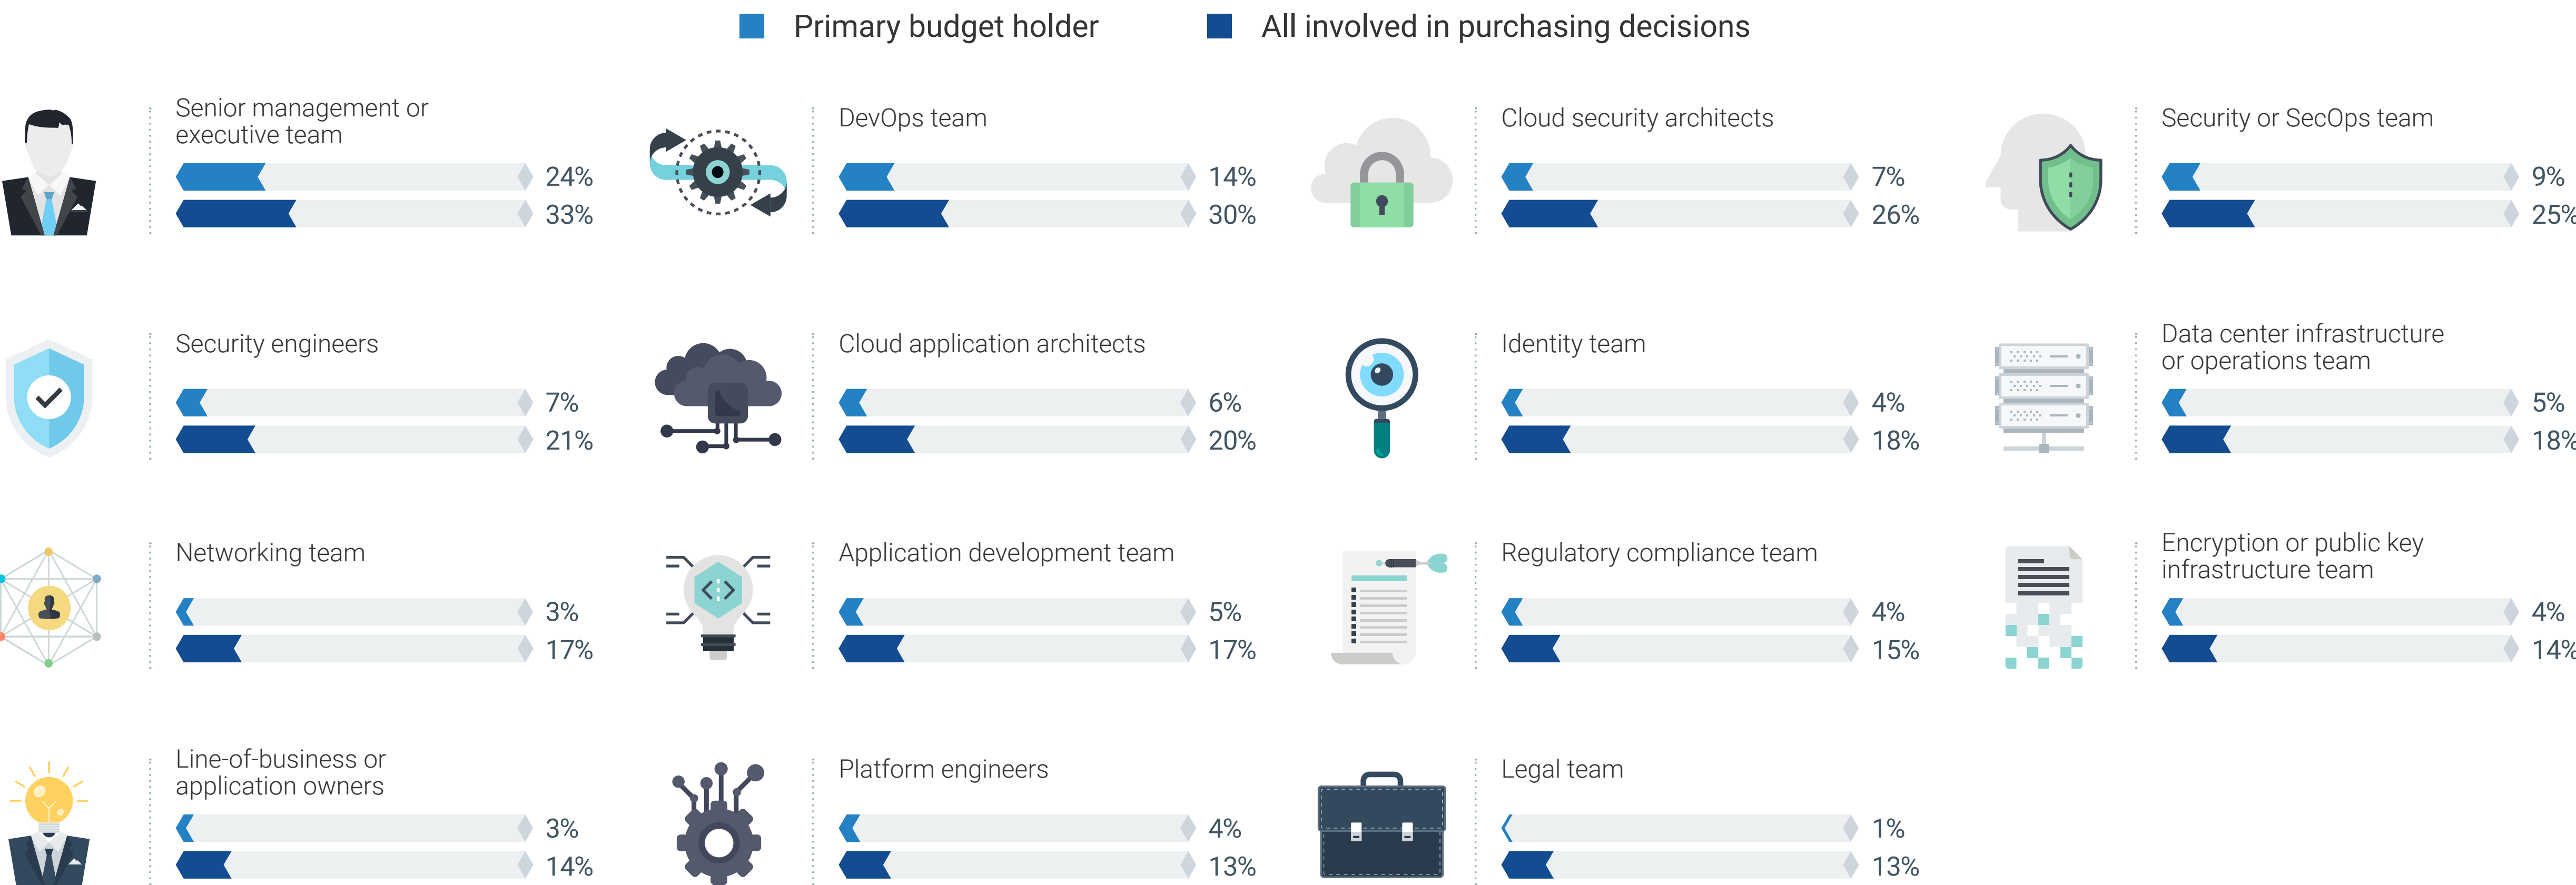 Primary budget holder
All involved in purchasing decisions
Senior management or
executive team
24%
33%
DevOps team
14%
30%
Cloud security architects
7%
26%
Security or SecOps team
9%
25%
Security engineers
7%
21%
Cloud application architects
6%
20%
Identity team
4%
18%
Data center infrastructure
or operations team
5%
18%
Networking team
3%
17%
Application development team
5%
17%
Regulatory compliance team
4%
15%
Encryption or public key
infrastructure team
4%
14%
Line-of-business or
application owners
3%
14%
Platform engineers
4%
13%
Legal team
1%
13%